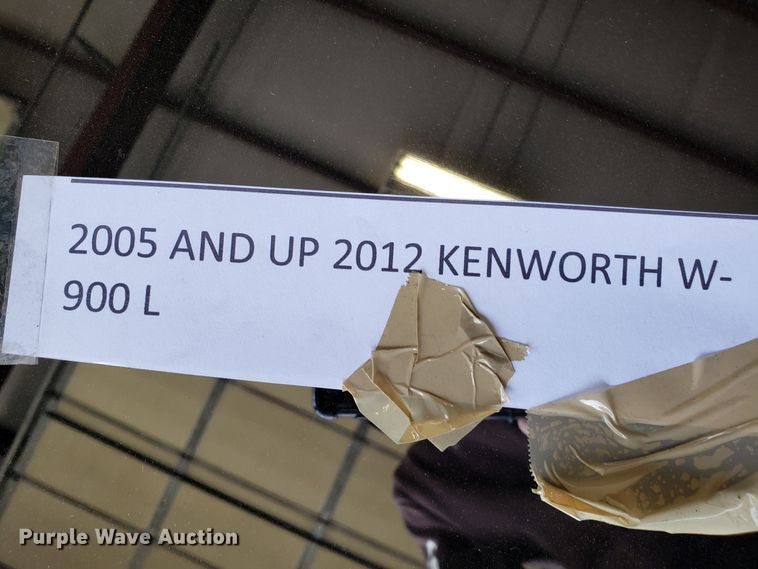 2005 AND UP 2012 KENWORTH W-
900 L
Purple Wave Auction